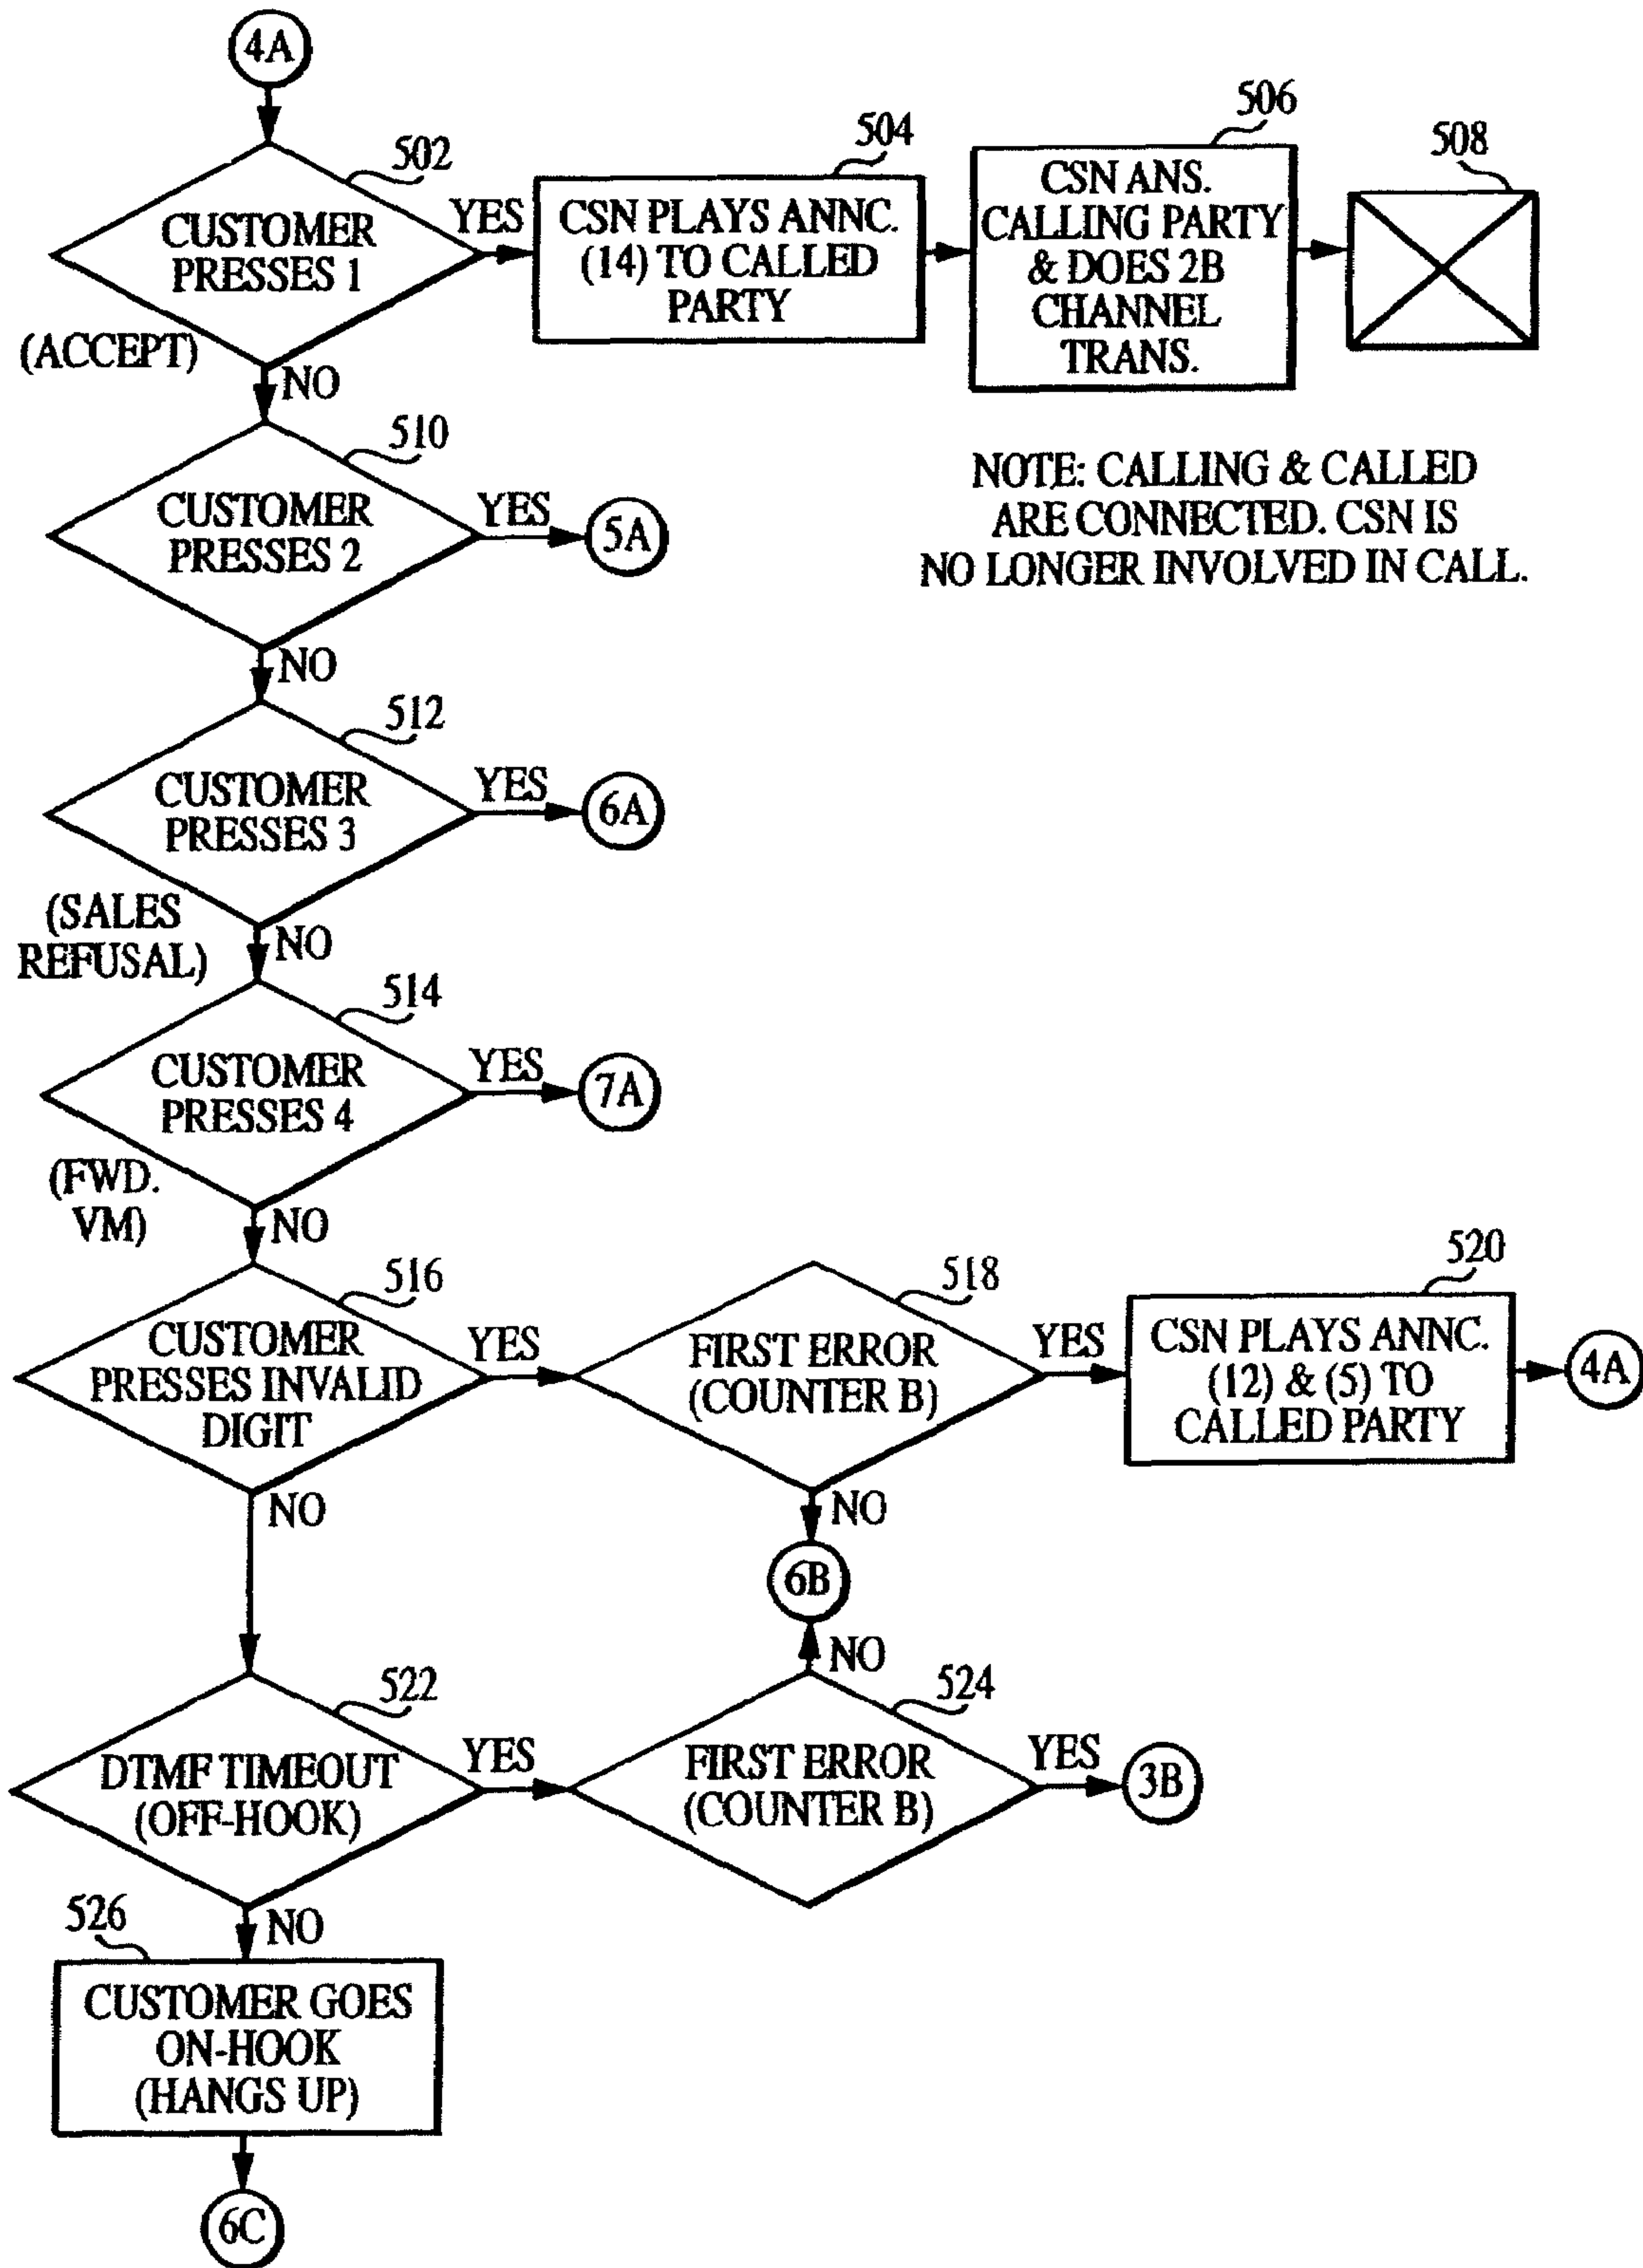 4A
502
CUSTOMER
PRESSES 1
(ACCEPT)
YES
NO
504
CSN PLAYS ANNC.
(14) TO CALLED
PARTY
506
CSN ANS.
CALLING PARTY
& DOES 2B
CHANNEL
TRANS.
508
NOTE: CALLING & CALLED
ARE CONNECTED. CSN IS
NO LONGER INVOLVED IN CALL.
510
CUSTOMER
PRESSES 2
YES
5A
NO
512
CUSTOMER
PRESSES 3
YES
6A
(SALES
REFUSAL)
NO
514
CUSTOMER
PRESSES 4
YES
7A
(FWD.
VM)
NO
516
CUSTOMER
PRESSES INVALID
DIGIT
YES
NO
518
FIRST ERROR
(COUNTER B)
YES
NO
520
CSN PLAYS ANNC.
(12) & (5) TO
CALLED PARTY
4A
6B
NO
522
DTMF TIMEOUT
(OFF-HOOK)
YES
NO
524
FIRST ERROR
(COUNTER B)
YES
3B
526
CUSTOMER GOES
ON-HOOK
(HANGS UP)
6C